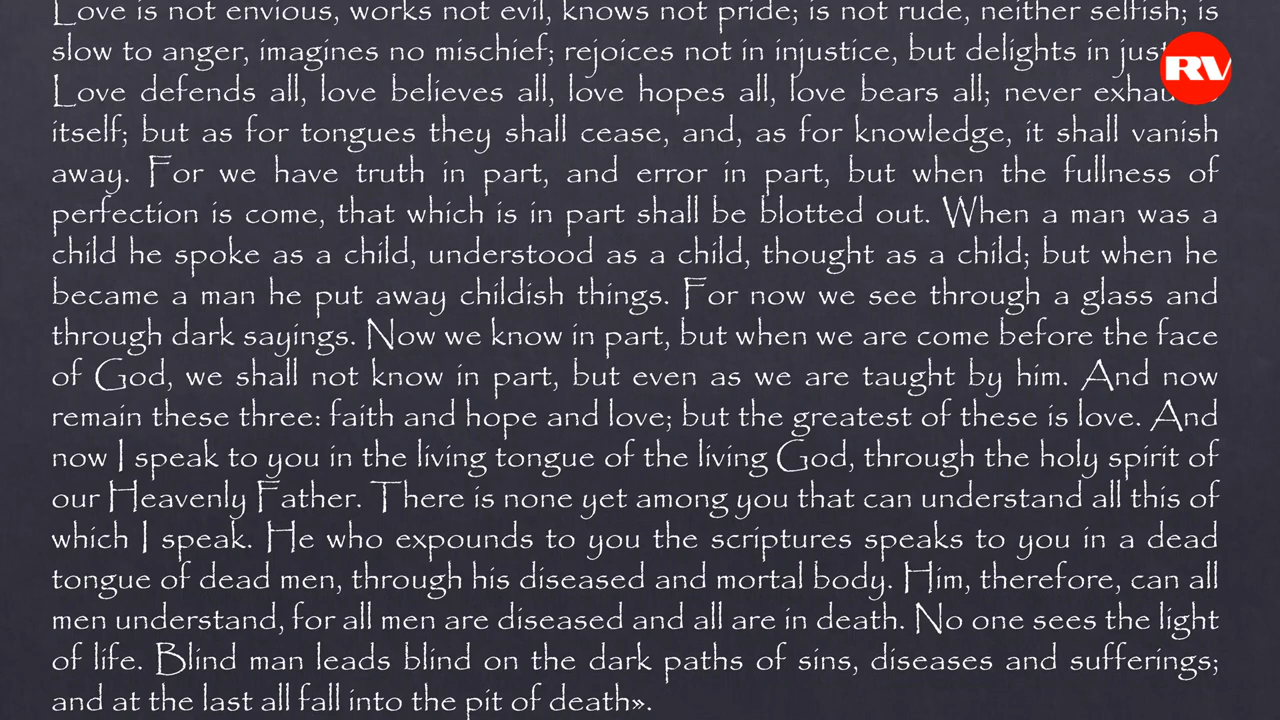 Love is not envious, works not evil, knows not pride; is not rude, neither selfish; is
slow to anger, imagines no mischief; rejoices not in injustice, but delights in
RV
Love defends all, love believes all, love hopes all, love bears all; never
itself; but as for tongues they shall cease, and, as for knowledge, it shall vanish
away. For we have truth in part, and error in part, but when the fullness of
perfection is come, that which is in part shall be blotted out. When a man was a
child he spoke as a child, understood as a child, thought as a child; but when he
became a man he put away childish things. For now we see through a glass and
through dark sayings. Now we know in part, but when we are come before the face
of God, we shall not know in part, but even as we are taught by him. And now
remain these three: faith and hope and love; but the greatest of these is love. And
now I speak to you in the living tongue of the living God, through the holy spirit of
our Heavenly Father. There is none yet among you that can understand all this of
which I speak. He who expounds to you the scriptures speaks to you in a dead
tongue of dead men, through his diseased and mortal body. Him, therefore, can all
men understand, for all men are diseased and all are in death. No one sees the light
of life. Blind man leads blind on the dark paths of sins, diseases and sufferings;
and at the last all fall into the pit of death».